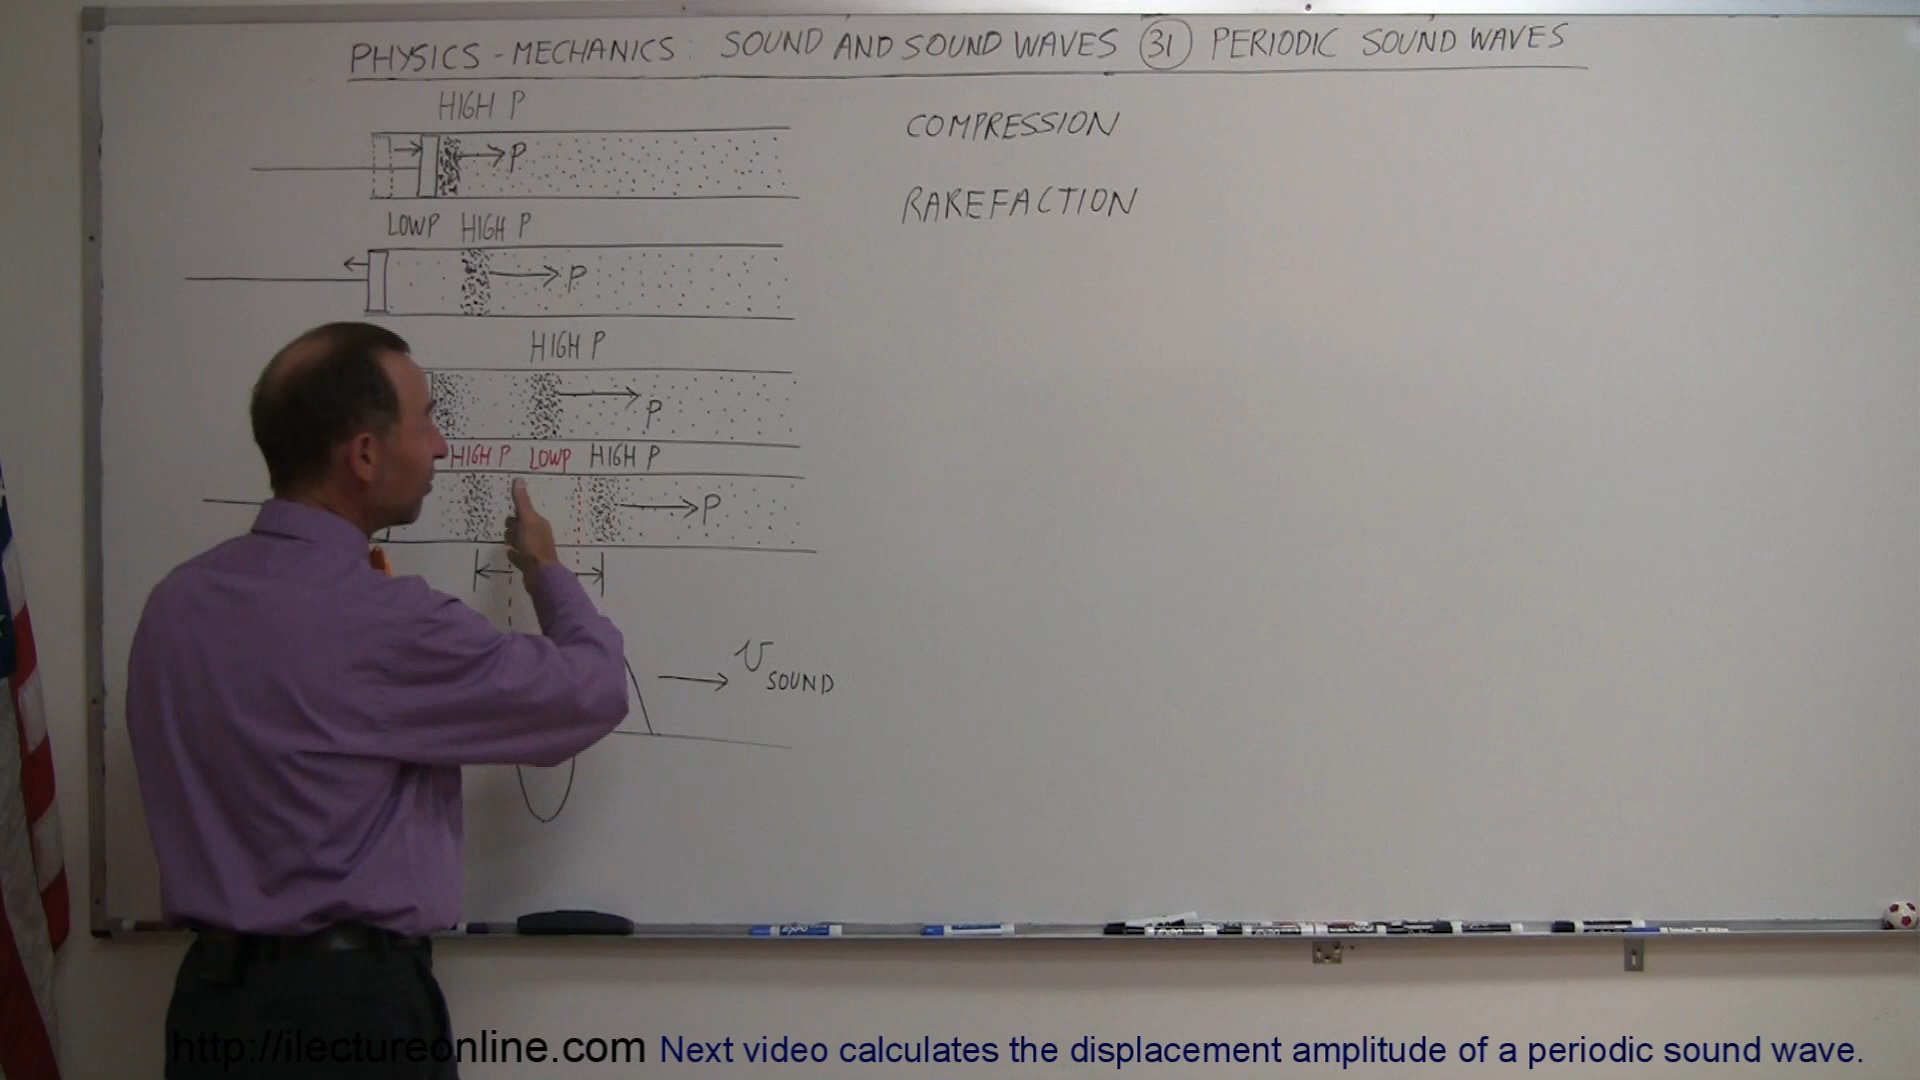 PHYSICS - MECHANICS: SOUND AND SOUND WAVES 31 PERIODIC SOUND WAVES
HIGH P
P
COMPRESSION
RAREFACTION
LOW P HIGH P
P
HIGH P
P
HIGH P LOW P HIGH P
P
V SOUND
EXPO
http://ilectureonline.com Next video calculates the displacement amplitude of a periodic sound wave.